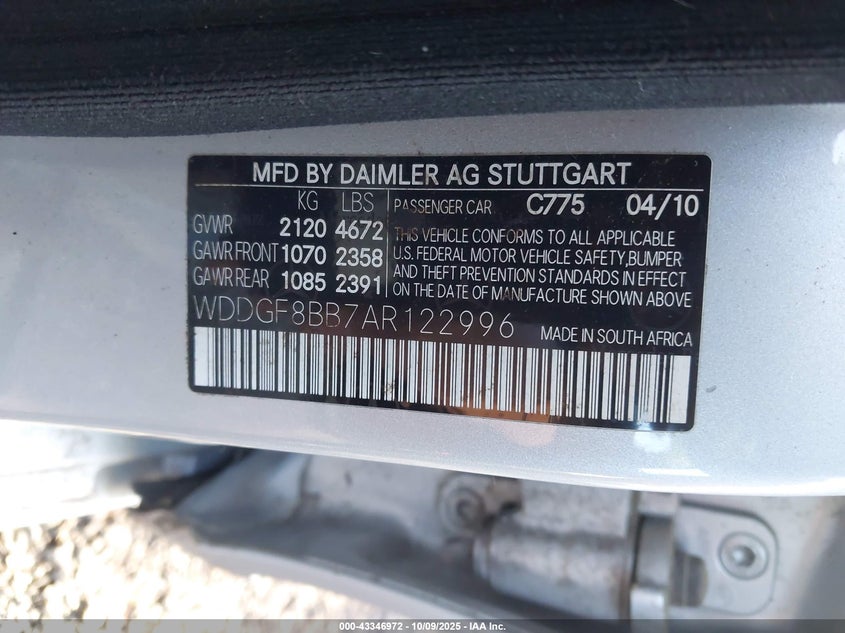 MFD BY DAIMLER AG STUTTGART
KG LBS
GVWR 2120 4672
GAWR FRONT 1070 2358
GAWR REAR 1085 2391
PASSENGER CAR C775 04/10
THIS VEHICLE CONFORMS TO ALL APPLICABLE
U.S. FEDERAL MOTOR VEHICLE SAFETY,BUMPER
AND THEFT PREVENTION STANDARDS IN EFFECT
ON THE DATE OF MANUFACTURE SHOWN ABOVE
WDDGF8BB7AR122996 MADE IN SOUTH AFRICA
000-43346972 - 10/09/2025 - IAA Inc.